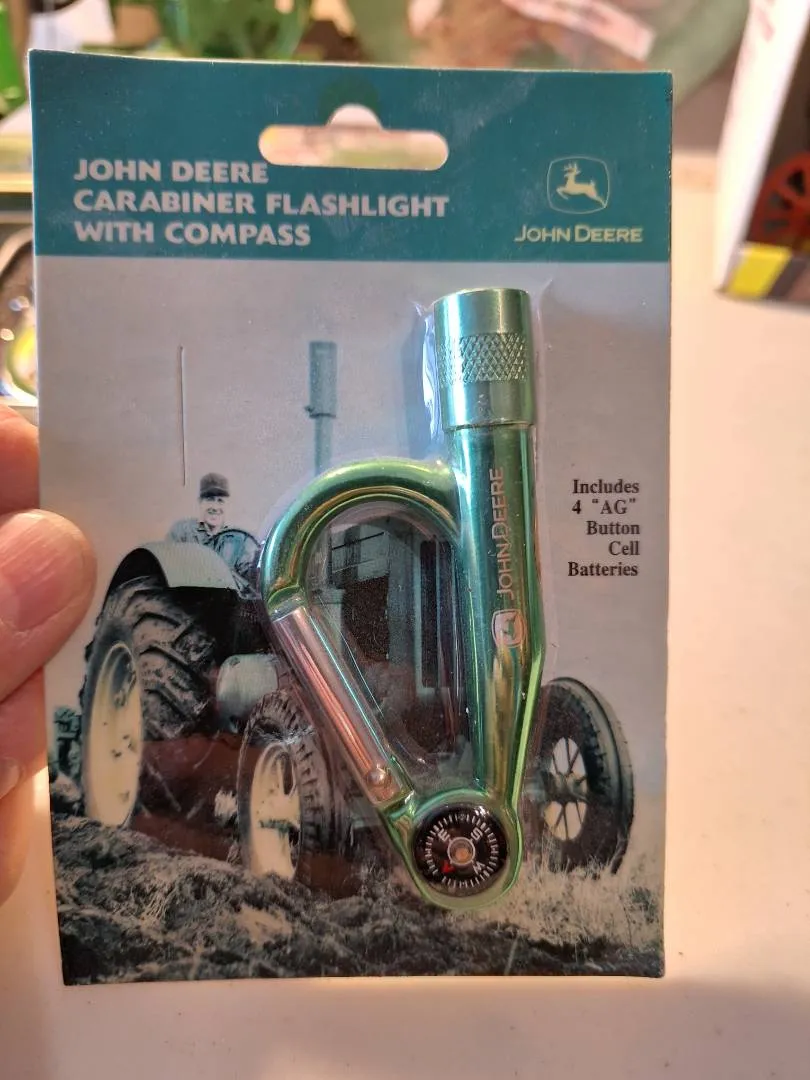 JOHN DEERE
CARABINER FLASHLIGHT
WITH COMPASS
JOHN DEERE
Includes
4 “AG”
Button
Cell
Batteries
JOHN DEERE
E
S
W